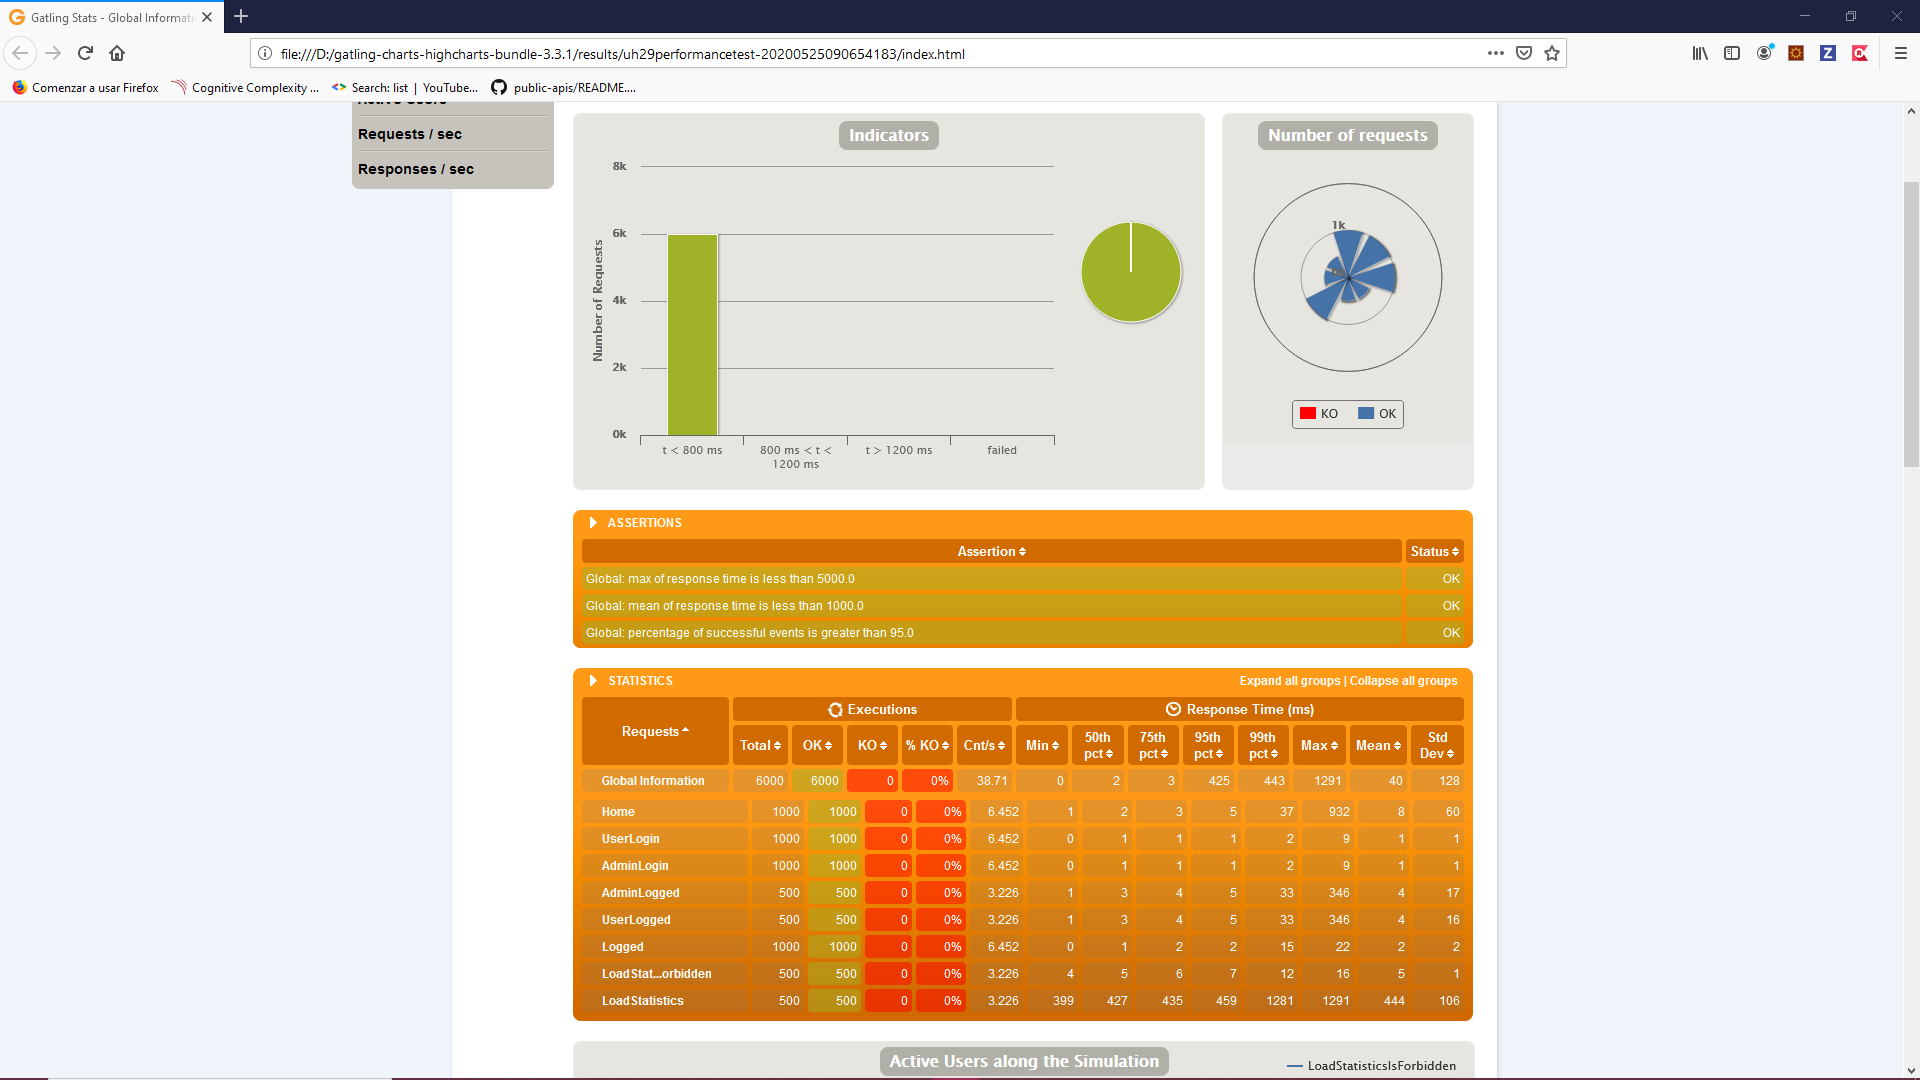 Gatling Stats - Global Informati
file:///D:/gatling-charts-highcharts-bundle-3.3.1/results/uh29performancetest-20200525090654183/index.html
Comenzar a usar Firefox
Cognitive Complexity ...
Search: list | YouTube...
public-apis/README....
Active Users
Requests / sec
Responses / sec
Indicators
Number of Requests
8k
6k
4k
2k
0k
t < 800 ms
800 ms < t <
1200 ms
t > 1200 ms
failed
Number of requests
1k
KO
OK
ASSERTIONS
Assertion Status
Global: max of response time is less than 5000.0 OK
Global: mean of response time is less than 1000.0 OK
Global: percentage of successful events is greater than 95.0 OK
STATISTICS
Expand all groups | Collapse all groups
Requests Executions Response Time (ms)
Total OK KO % KO Cnt/s Min 50th pct 75th pct 95th pct 99th pct Max Mean Std Dev
Global Information 6000 6000 0 0% 38.71 0 2 3 425 443 1291 40 128
Home 1000 1000 0 0% 6.452 1 2 3 5 37 932 8 60
UserLogin 1000 1000 0 0% 6.452 0 1 1 1 2 9 1 1
AdminLogin 1000 1000 0 0% 6.452 0 1 1 1 2 9 1 1
AdminLogged 500 500 0 0% 3.226 1 3 4 5 33 346 4 17
UserLogged 500 500 0 0% 3.226 1 3 4 5 33 346 4 16
Logged 1000 1000 0 0% 6.452 0 1 2 2 15 22 2 2
LoadStat...orbidden 500 500 0 0% 3.226 4 5 6 7 12 16 5 1
LoadStatistics 500 500 0 0% 3.226 399 427 435 459 1281 1291 444 106
Active Users along the Simulation
LoadStatisticsIsForbidden